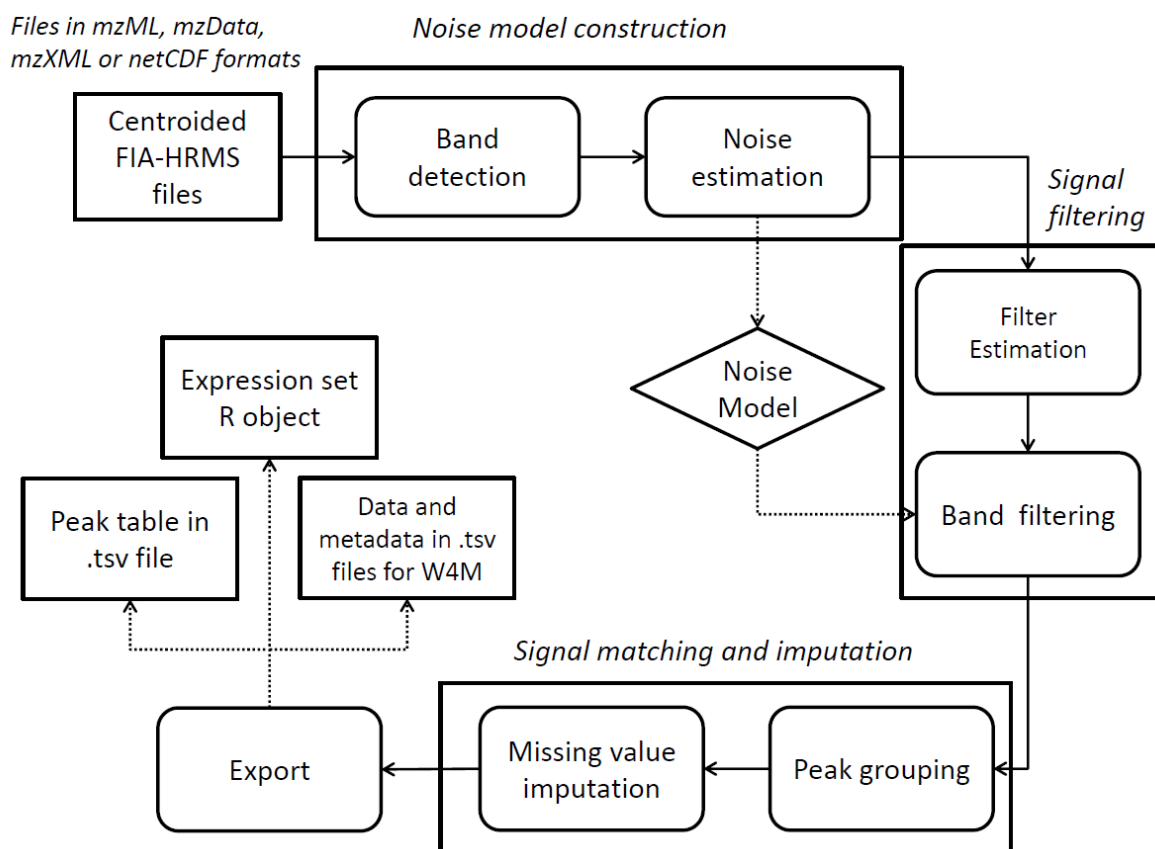 Files in mzML, mzData,
mzXML or netCDF formats
Noise model construction
Centroided
FIA-HRMS
files
Band
detection
Noise
estimation
Signal
filtering
Filter
Estimation
Noise
Model
Band  filtering
Expression set
R object
Peak table in
.tsv file
Data and
metadata in .tsv
files for W4M
Signal matching and imputation
Export
Missing value
imputation
Peak grouping